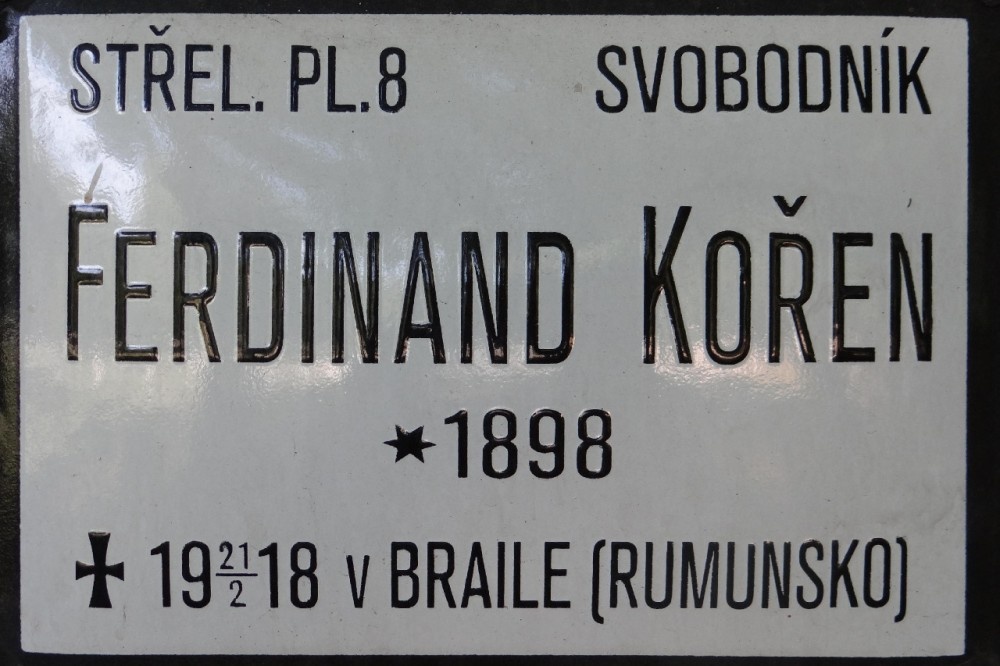 STŘEL. PL.8 SVOBODNÍK
FERDINAND KOŘEN
*1898
✠ 19 21/2 18 V BRAILE (RUMUNSKO)